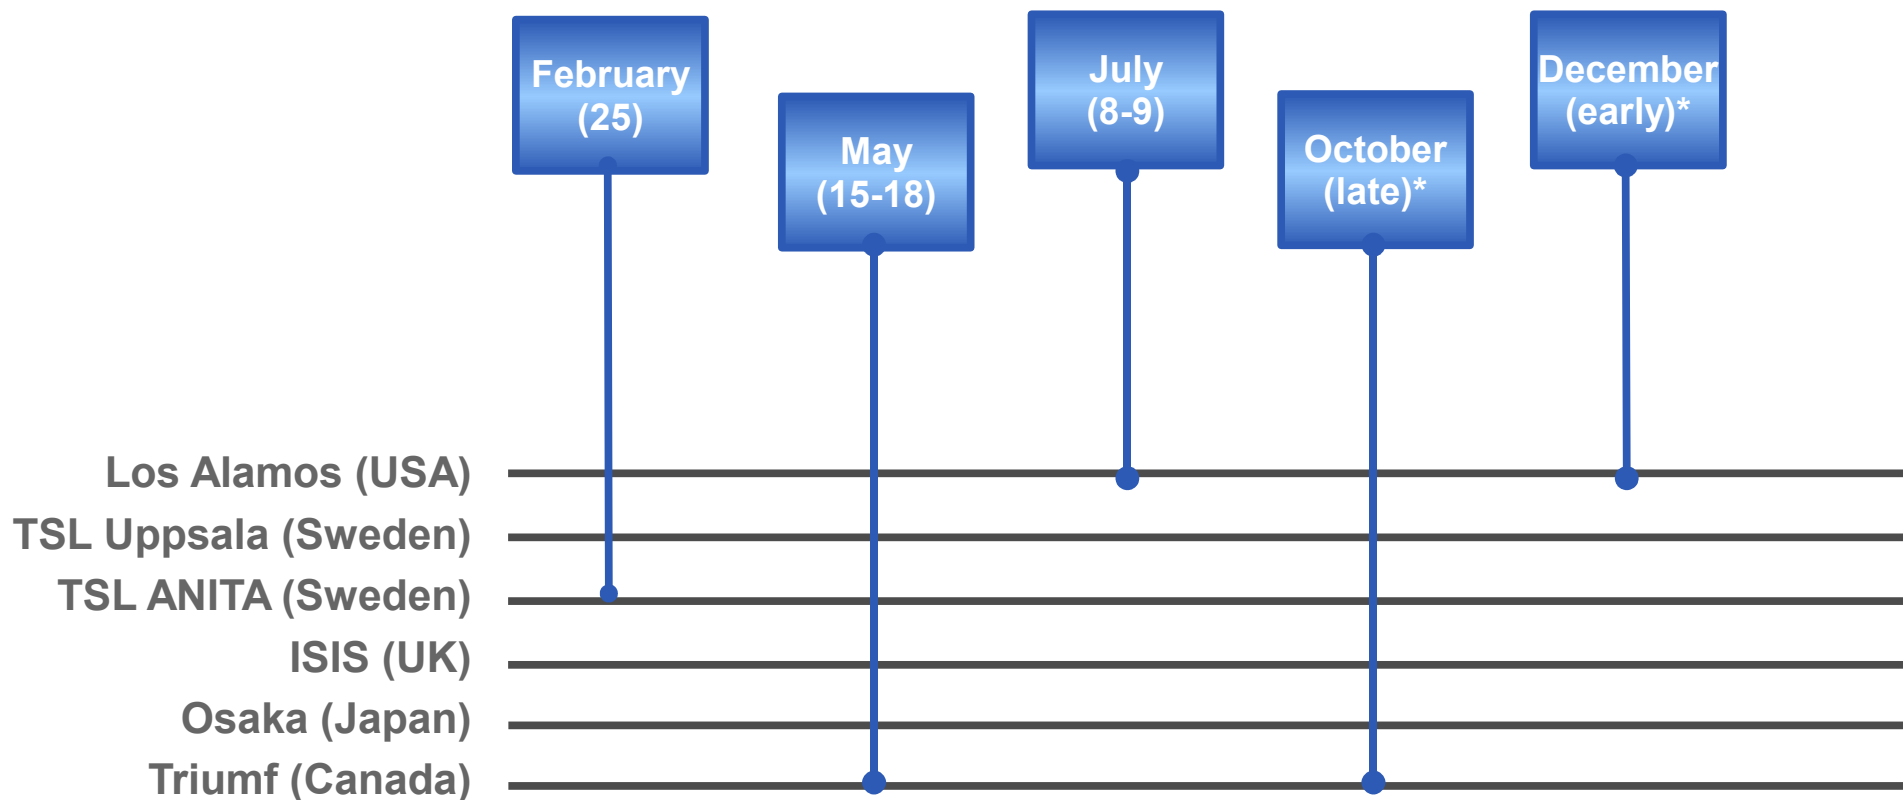 February
(25)
May
(15-18)
July
(8-9)
October
(late)*
December
(early)*
Los Alamos (USA)
TSL Uppsala (Sweden)
TSL ANITA (Sweden)
ISIS (UK)
Osaka (Japan)
Triumf (Canada)